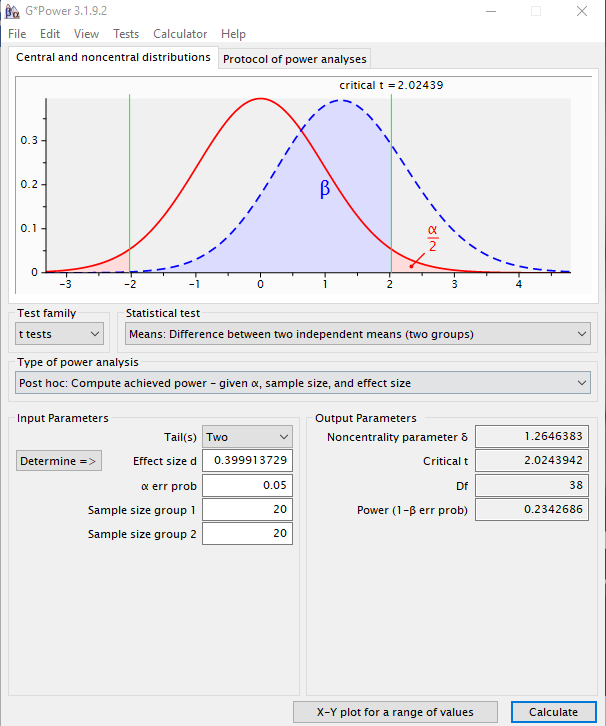 G*Power 3.1.9.2
File Edit View Tests Calculator Help
Central and noncentral distributions Protocol of power analyses
critical t = 2.02439
0.3
0.2
0.1
0
β
α
2
-3 -2 -1 0 1 2 3 4
Test family Statistical test
t tests Means: Difference between two independent means (two groups)
Type of power analysis
Post hoc: Compute achieved power – given α, sample size, and effect size
Input Parameters
Tail(s) Two
Determine => Effect size d 0.399913729
α err prob 0.05
Sample size group 1 20
Sample size group 2 20
Output Parameters
Noncentrality parameter δ 1.2646383
Critical t 2.0243942
Df 38
Power (1-β err prob) 0.2342686
X-Y plot for a range of values Calculate